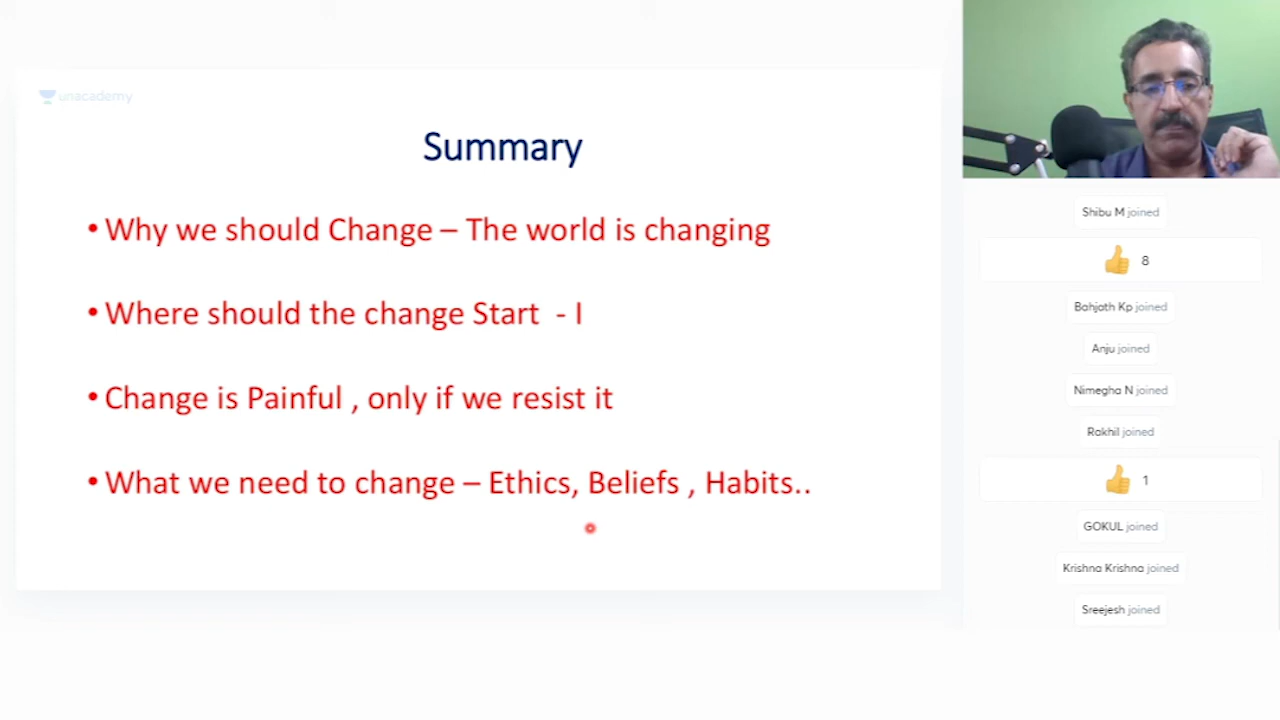 unacademy
Summary
• Why we should Change – The world is changing
• Where should the change Start - I
• Change is Painful , only if we resist it
• What we need to change – Ethics, Beliefs , Habits..
Shibu M joined
8
Bahjath Kp joined
Anju joined
Nimegha N joined
Rakhil joined
1
GOKUL joined
Krishna Krishna joined
Sreejesh joined